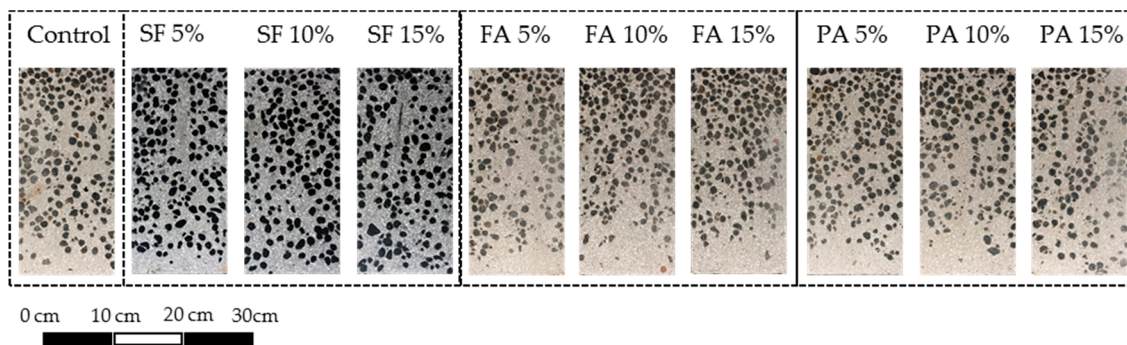 Control SF 5% SF 10% SF 15% FA 5% FA 10% FA 15% PA 5% PA 10% PA 15%
0 cm 10 cm 20 cm 30cm